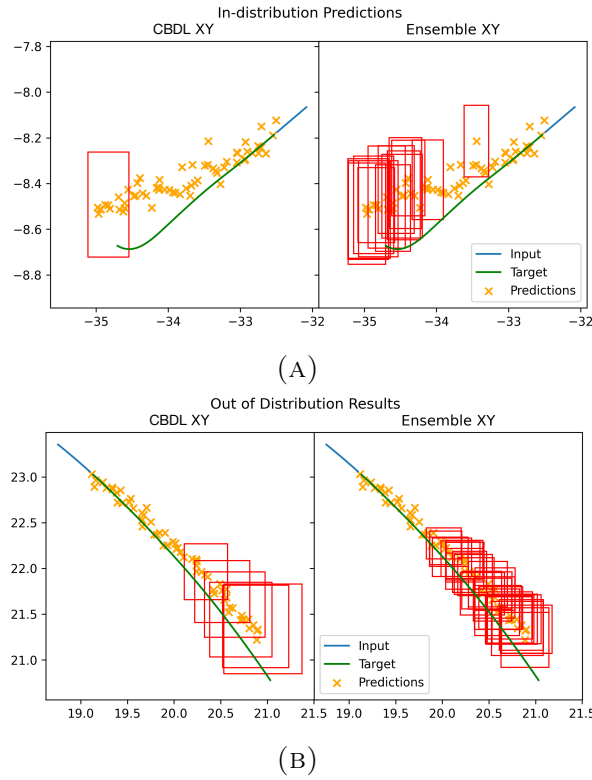 In-distribution Predictions
CBDL XY
Ensemble XY
−7.8
−8.0
−8.2
−8.4
−8.6
−8.8
Input
Target
Predictions
−35 −34 −33 −32
−35 −34 −33 −32
(A)
Out of Distribution Results
CBDL XY
Ensemble XY
23.0
22.5
22.0
21.5
21.0
Input
Target
Predictions
19.0 19.5 20.0 20.5 21.0 21.5
19.0 19.5 20.0 20.5 21.0 21.5
(B)